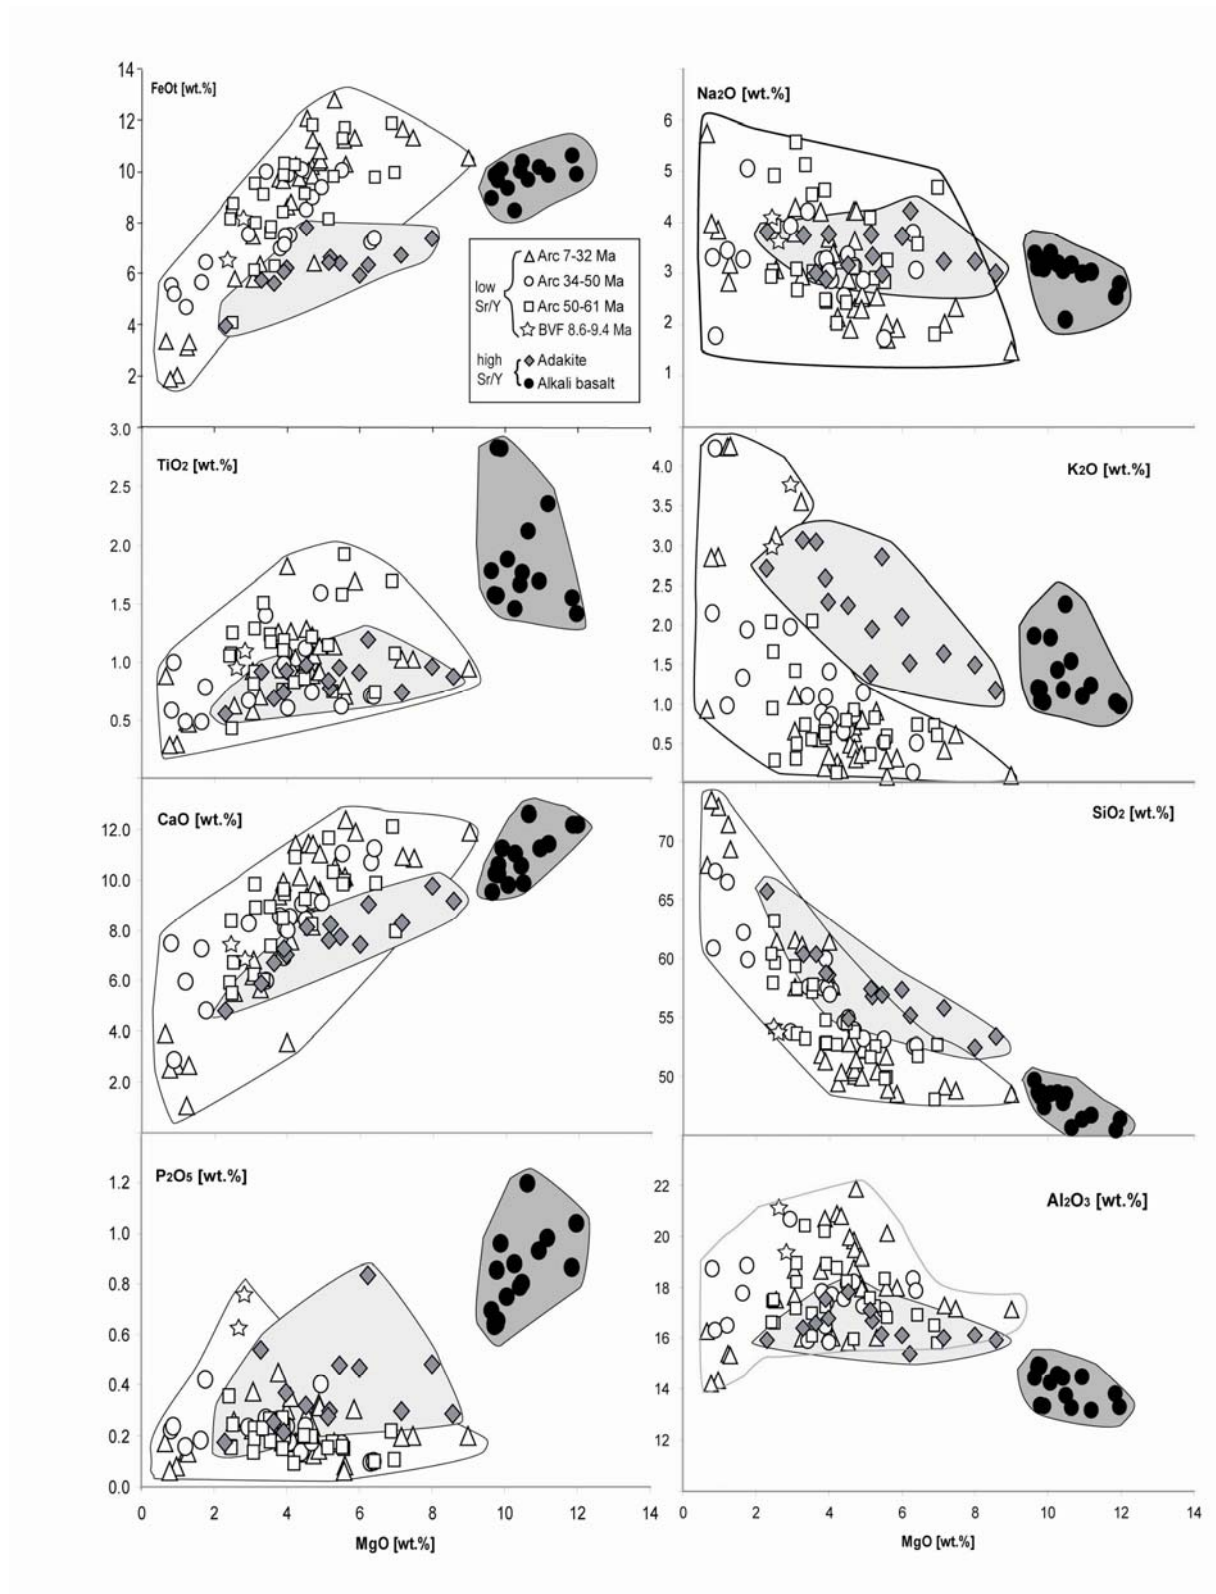 FeOt [wt.%]
14
12
10
8
6
4
2
low
Sr/Y
Arc 7-32 Ma
Arc 34-50 Ma
Arc 50-61 Ma
BVF 8.6-9.4 Ma
high
Sr/Y
Adakite
Alkali basalt
Na2O [wt.%]
6
5
4
3
2
1
TiO2 [wt.%]
3.0
2.5
2.0
1.5
1.0
0.5
K2O [wt.%]
4.0
3.5
3.0
2.5
2.0
1.5
1.0
0.5
CaO [wt.%]
12.0
10.0
8.0
6.0
4.0
2.0
SiO2 [wt.%]
70
65
60
55
50
P2O5 [wt.%]
1.2
1.0
0.8
0.6
0.4
0.2
0.0
0 2 4 6 8 10 12 14
MgO [wt.%]
Al2O3 [wt.%]
22
20
18
16
14
12
0 2 4 6 8 10 12 14
MgO [wt.%]